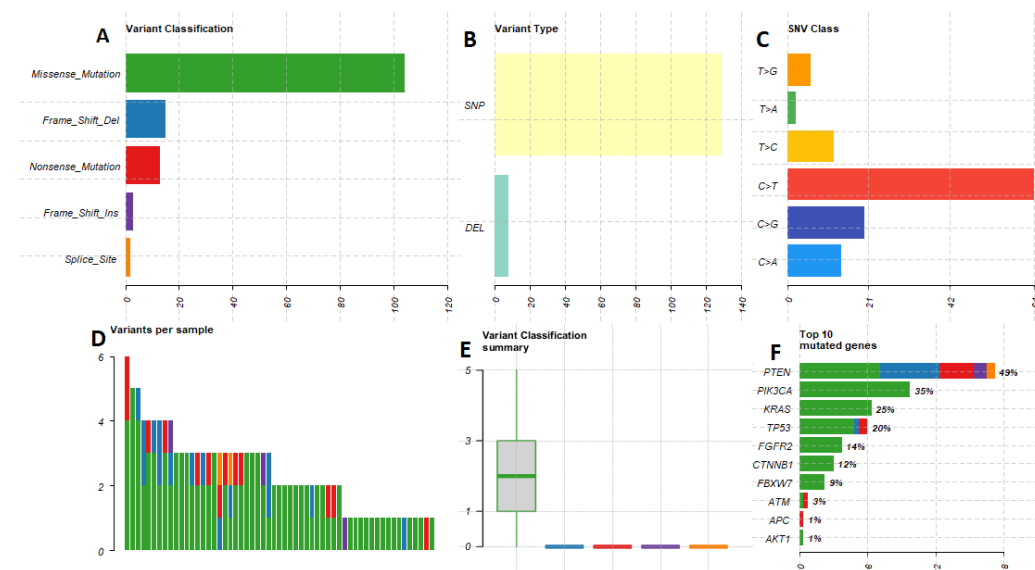 A
Variant Classification
Missense_Mutation
Frame_Shift_Del
Nonsense_Mutation
Frame_Shift_Ins
Splice_Site
0 20 40 60 80 100 120
B
Variant Type
SNP
DEL
0 20 40 60 80 100 120 140
C
SNV Class
T>G
T>A
T>C
C>T
C>G
C>A
0 21 42
D
Variants per sample
6
4
2
0
E
Variant Classification
summary
5
3
1
0
F
Top 10
mutated genes
PTEN 49%
PIK3CA 35%
KRAS 25%
TP53 20%
FGFR2 14%
CTNNB1 12%
FBXW7 9%
ATM 3%
APC 1%
AKT1 1%